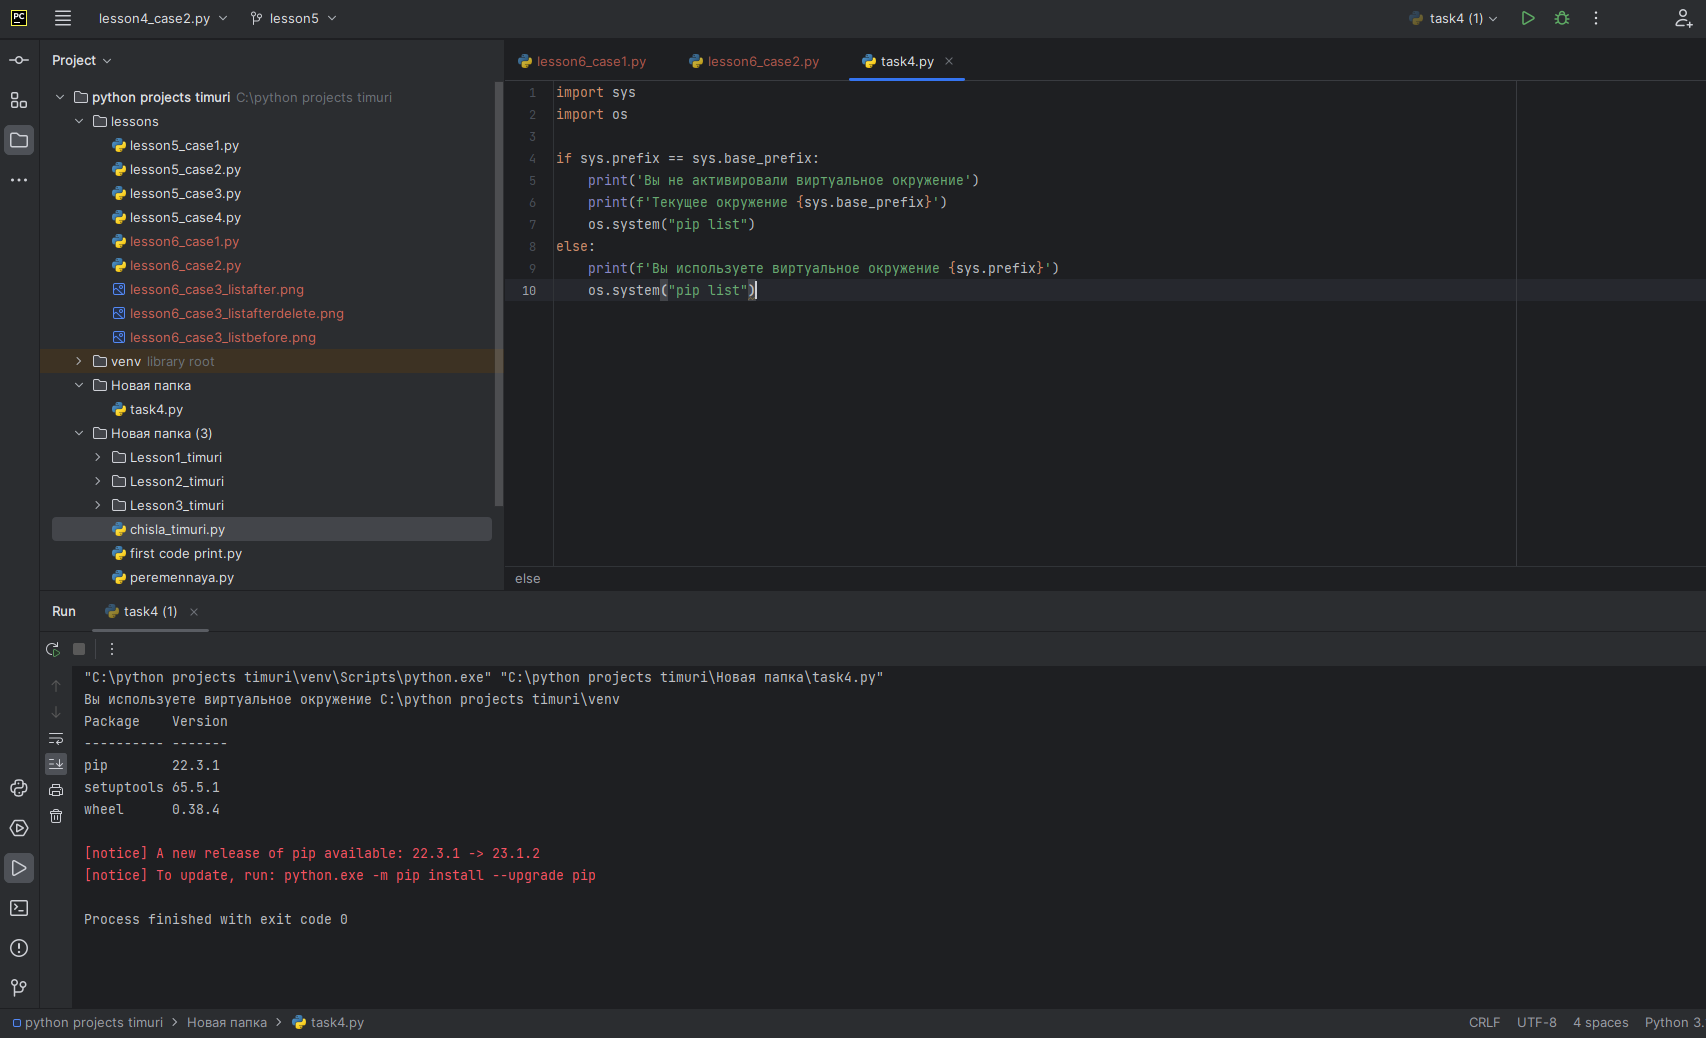 PC lesson4_case2.py lesson5 task4 (1)
Project
python projects timuri C:\python projects timuri
lessons
lesson5_case1.py
lesson5_case2.py
lesson5_case3.py
lesson5_case4.py
lesson6_case1.py
lesson6_case2.py
lesson6_case3_listafter.png
lesson6_case3_listafterdelete.png
lesson6_case3_listbefore.png
venv library root
Новая папка
task4.py
Новая папка (3)
Lesson1_timuri
Lesson2_timuri
Lesson3_timuri
chisla_timuri.py
first code print.py
peremennaya.py
lesson6_case1.py lesson6_case2.py task4.py
1 import sys
2 import os
3
4 if sys.prefix == sys.base_prefix:
5 print('Вы не активировали виртуальное окружение')
6 print(f'Текущее окружение {sys.base_prefix}')
7 os.system("pip list")
8 else:
9 print(f'Вы используете виртуальное окружение {sys.prefix}')
10 os.system("pip list")
else
Run task4 (1)
"C:\python projects timuri\venv\Scripts\python.exe" "C:\python projects timuri\Новая папка\task4.py"
Вы используете виртуальное окружение C:\python projects timuri\venv
Package Version
---------- -------
pip 22.3.1
setuptools 65.5.1
wheel 0.38.4
[notice] A new release of pip available: 22.3.1 -> 23.1.2
[notice] To update, run: python.exe -m pip install --upgrade pip
Process finished with exit code 0
python projects timuri > Новая папка > task4.py CRLF UTF-8 4 spaces Python 3.